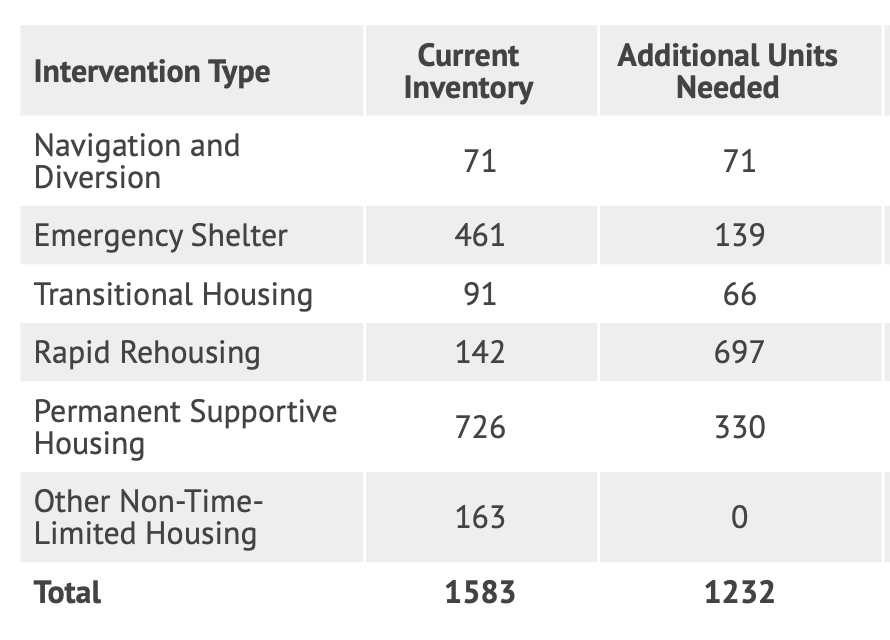 Intervention Type Current Inventory Additional Units Needed
Navigation and Diversion 71 71
Emergency Shelter 461 139
Transitional Housing 91 66
Rapid Rehousing 142 697
Permanent Supportive Housing 726 330
Other Non-Time-Limited Housing 163 0
Total 1583 1232